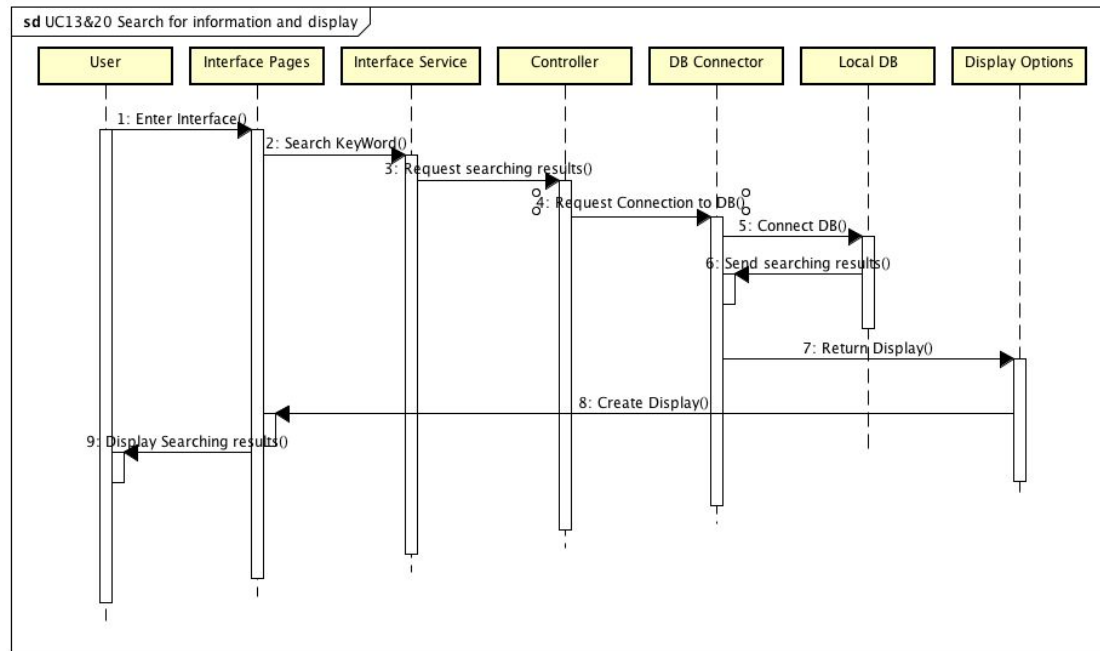 sd UC13&20 Search for information and display
User
Interface Pages
Interface Service
Controller
DB Connector
Local DB
Display Options
1: Enter Interface()
2: Search KeyWord()
3: Request searching results()
4: Request Connection to DB()
5: Connect DB()
6: Send searching results()
7: Return Display()
8: Create Display()
9: Display Searching results()